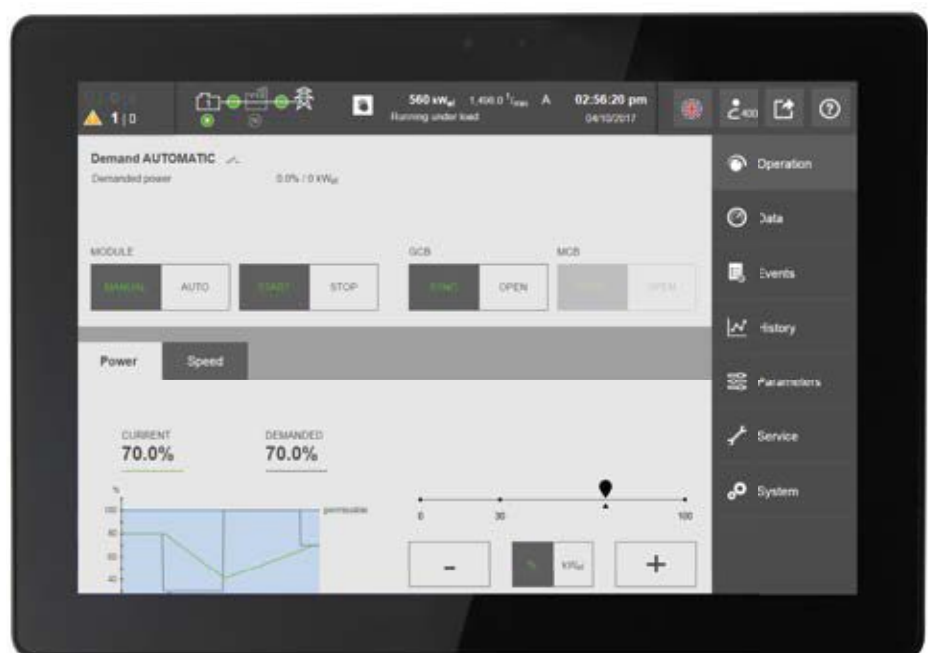 1 | 0
560 kWel 1,498.0 1/min A
Running under load
02:56:20 pm
04/10/2017
400
Demand AUTOMATIC
Demanded power 0.0% / 0 kWel
MODULE
GCB
MCB
MANUAL AUTO START STOP SYNC OPEN OPEN
Power Speed
CURRENT
70.0%
DEMANDED
70.0%
%
100
80
60
40
permissible
0 30 100
- % kWel +
Operation
Data
Events
History
Parameters
Service
System